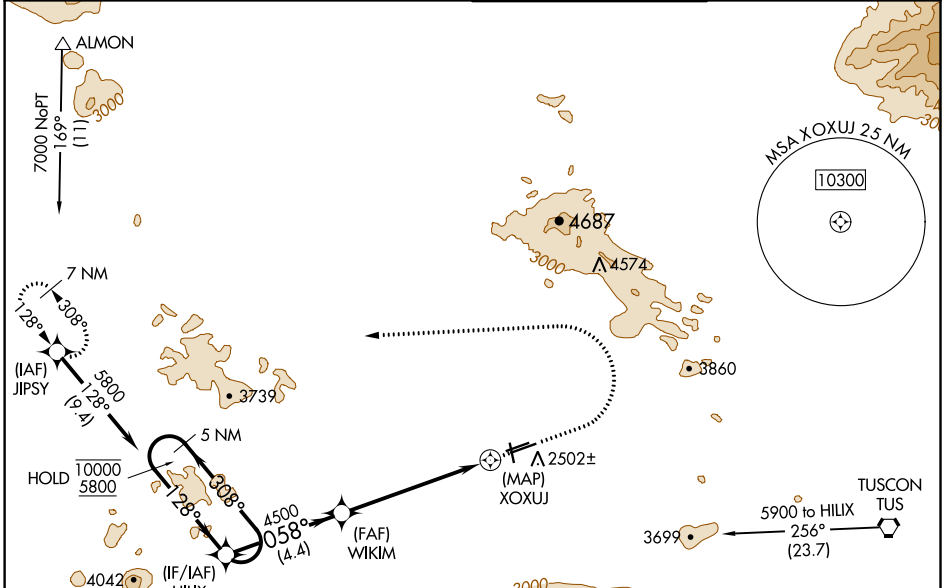 ALMON
3000
7000 NoPT
169°
(11)
MSA XOXUJ 25 NM
10300
30
4687
3000
4574
7 NM
308°
128°
(IAF)
JIPSY
5800
128°
(9.4)
3860
3739
5 NM
HOLD
10000
5800
308°
128°
2502±
(MAP)
XOXUJ
4500
058°
(4.4)
(FAF)
WIKIM
TUSCON
TUS
5900 to HILIX
256°
(23.7)
3699
4042
(IF/IAF)
HILIX
3000